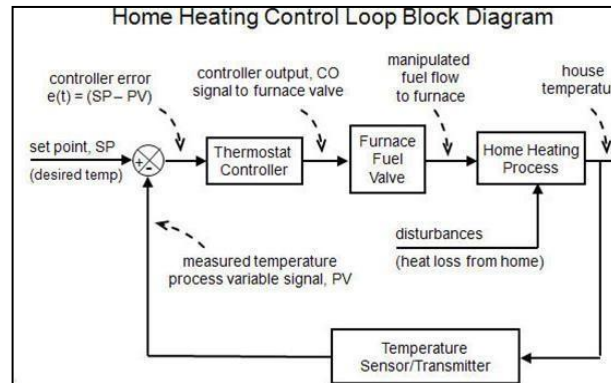 Home Heating Control Loop Block Diagram
controller error
e(t) = (SP – PV)
controller output, CO
signal to furnace valve
manipulated
fuel flow
to furnace
house
temperatu
set point, SP
(desired temp)
+
-
Thermostat
Controller
Furnace
Fuel
Valve
Home Heating
Process
disturbances
(heat loss from home)
measured temperature
process variable signal, PV
Temperature
Sensor/Transmitter